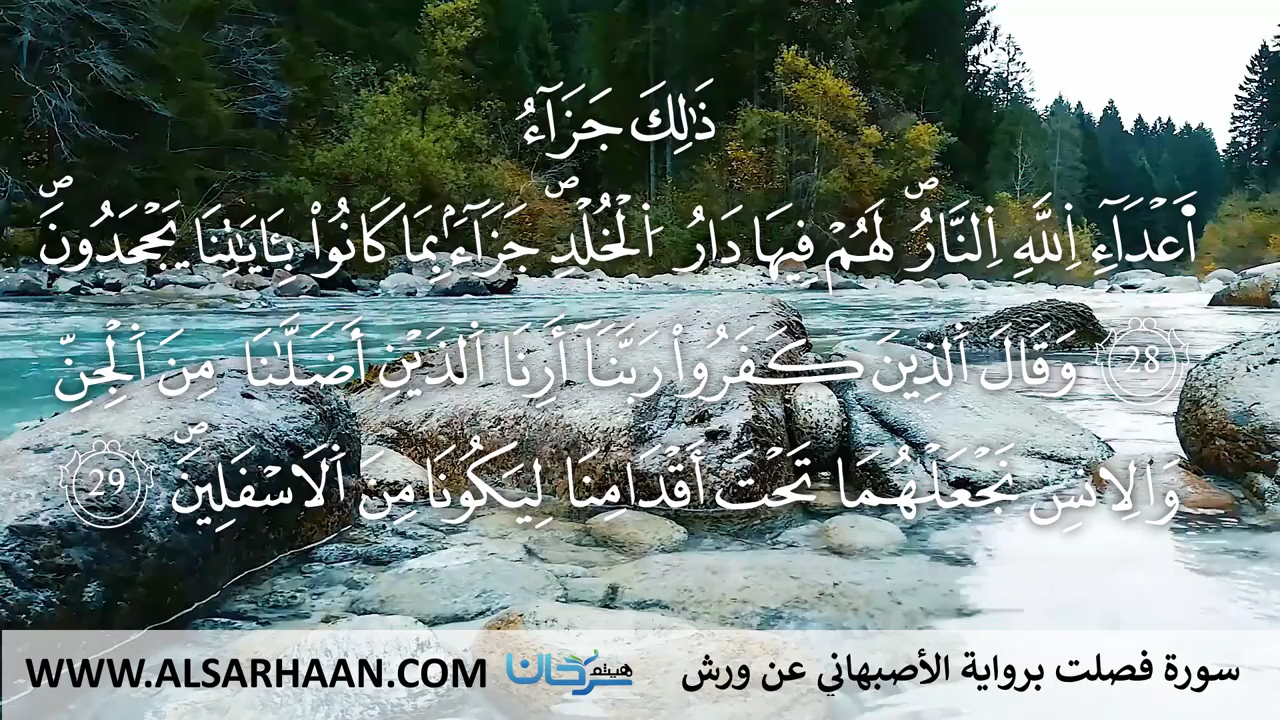 ذَٰلِكَ جَزَآءُ
اَ۬عْدَآءِ اِ۬للَّهِ اِ۬لنَّارُۖ لَهُمْ فِيهَا دَارُ اُ۬لْخُلْدِۖ جَزَآءَۢ بِمَا كَانُواْ بِـَٔايَٰتِنَا يَجْحَدُونَۖ
28 وَقَالَ اَ۬لذِينَ كَفَرُواْ رَبَّنَآ أَرِنَا اَ۬لذَيْنِ أَضَلَّٰنَا مِنَ اَ۬لْجِنِّ
وَالِانسِ نَجْعَلْهُمَا تَحْتَ أَقْدَامِنَا لِيَكُونَا مِنَ اَ۬لَاسْفَلِينَۖ 29
سورة فصلت برواية الأصبهاني عن ورش هيثم سرحان WWW.ALSARHAAN.COM